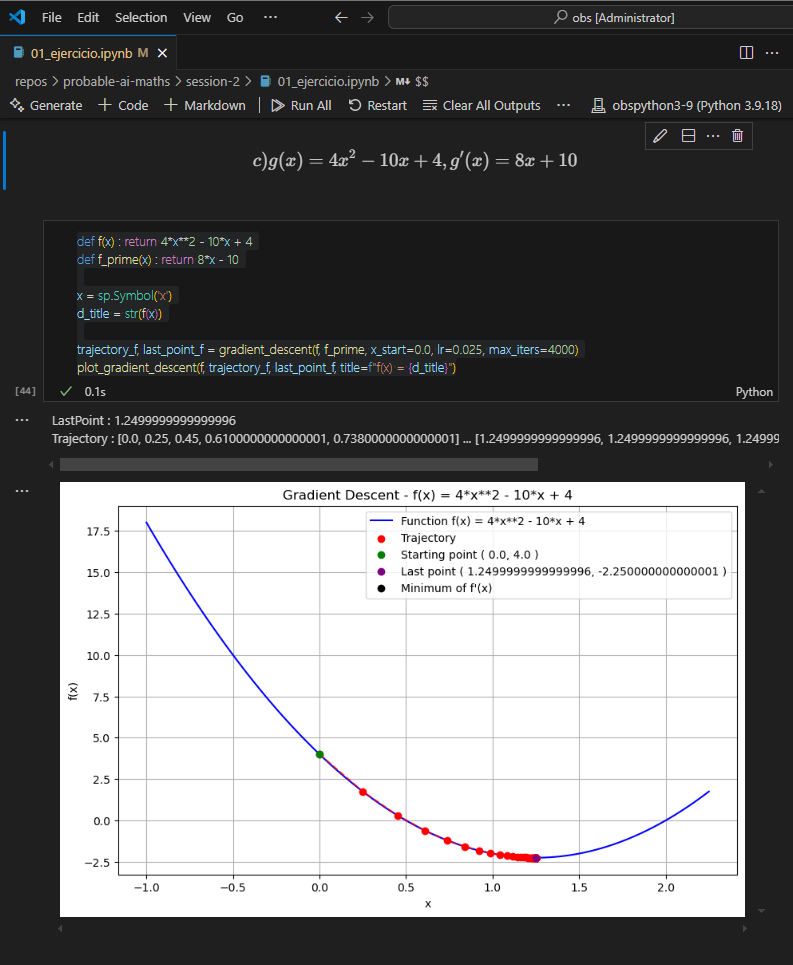 File Edit Selection View Go ··· obs [Administrator]
01_ejercicio.ipynb M
repos > probable-ai-maths > session-2 > 01_ejercicio.ipynb > M↓ $$
Generate + Code + Markdown | Run All Restart Clear All Outputs ··· obspython3-9 (Python 3.9.18)
c)g(x) = 4x² − 10x + 4, g′(x) = 8x + 10
def f(x) : return 4*x**2 - 10*x + 4
def f_prime(x) : return 8*x - 10
x = sp.Symbol('x')
d_title = str(f(x))
trajectory_f, last_point_f = gradient_descent(f, f_prime, x_start=0.0, lr=0.025, max_iters=4000)
plot_gradient_descent(f, trajectory_f, last_point_f, title=f"f(x) = {d_title}")
[44] 0.1s Python
LastPoint : 1.2499999999999996
Trajectory : [0.0, 0.25, 0.45, 0.6100000000000001, 0.7380000000000001] ... [1.2499999999999996, 1.2499999999999996, 1.24999
Gradient Descent - f(x) = 4*x**2 - 10*x + 4
Function f(x) = 4*x**2 - 10*x + 4
Trajectory
Starting point ( 0.0, 4.0 )
Last point ( 1.2499999999999996, -2.250000000000001 )
Minimum of f'(x)
17.5
15.0
12.5
10.0
7.5
5.0
2.5
0.0
−2.5
f(x)
−1.0 −0.5 0.0 0.5 1.0 1.5 2.0
x